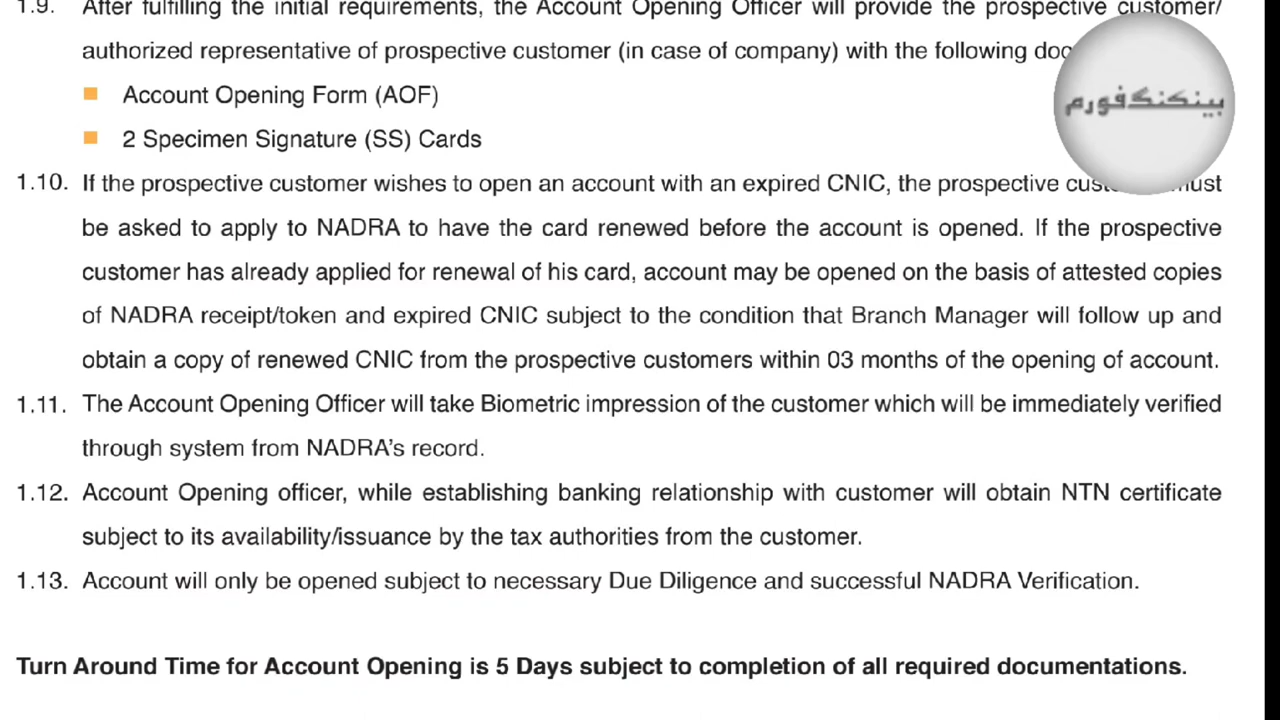 1.9. After fulfilling the initial requirements, the Account Opening Officer will provide the prospective customer/
authorized representative of prospective customer (in case of company) with the following
بینکنگ فورم
Account Opening Form (AOF)
2 Specimen Signature (SS) Cards
1.10. If the prospective customer wishes to open an account with an expired CNIC, the prospective must
be asked to apply to NADRA to have the card renewed before the account is opened. If the prospective
customer has already applied for renewal of his card, account may be opened on the basis of attested copies
of NADRA receipt/token and expired CNIC subject to the condition that Branch Manager will follow up and
obtain a copy of renewed CNIC from the prospective customers within 03 months of the opening of account.
1.11. The Account Opening Officer will take Biometric impression of the customer which will be immediately verified
through system from NADRA's record.
1.12. Account Opening officer, while establishing banking relationship with customer will obtain NTN certificate
subject to its availability/issuance by the tax authorities from the customer.
1.13. Account will only be opened subject to necessary Due Diligence and successful NADRA Verification.
Turn Around Time for Account Opening is 5 Days subject to completion of all required documentations.